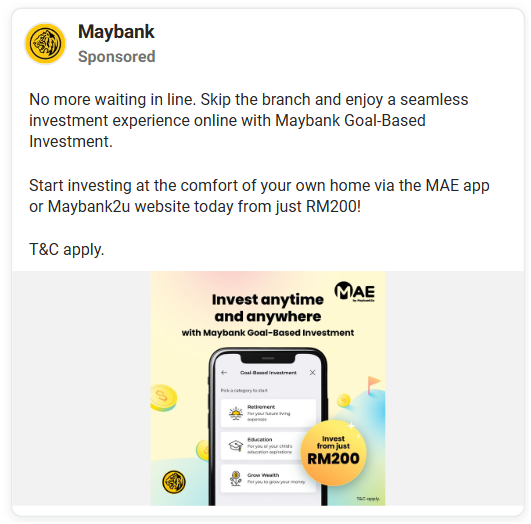 Maybank
Sponsored
No more waiting in line. Skip the branch and enjoy a seamless
investment experience online with Maybank Goal-Based
Investment.
Start investing at the comfort of your own home via the MAE app
or Maybank2u website today from just RM200!
T&C apply.
MAE
by Maybank2u
Invest anytime
and anywhere
with Maybank Goal-Based Investment
Goal-Based Investment
Pick a category to start
Retirement
For your future living
expenses
Education
For you or your child's
education aspirations
Grow Wealth
For you to grow your money
Invest
from just
RM200
T&C apply.